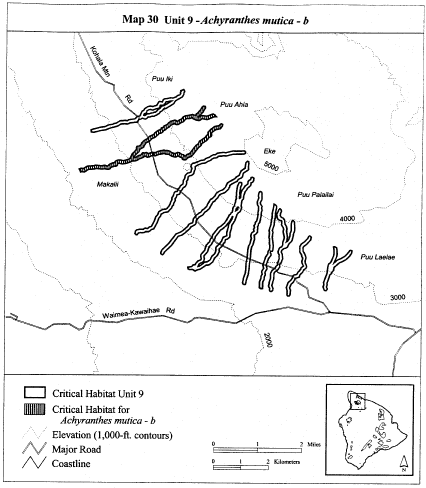 Map 30 Unit 9 - Achyranthes mutica - b
Kohala Mtn
Rd
Puu Iki
Puu Ahia
Eke
5000
Makalii
Puu Palailai
4000
Puu Laelae
3000
Waimea-Kawaihae Rd
2000
Critical Habitat Unit 9
Critical Habitat for
Achyranthes mutica - b
Elevation (1,000-ft. contours)
Major Road
Coastline
0 1 2 Miles
0 1 2 Kilometers
N